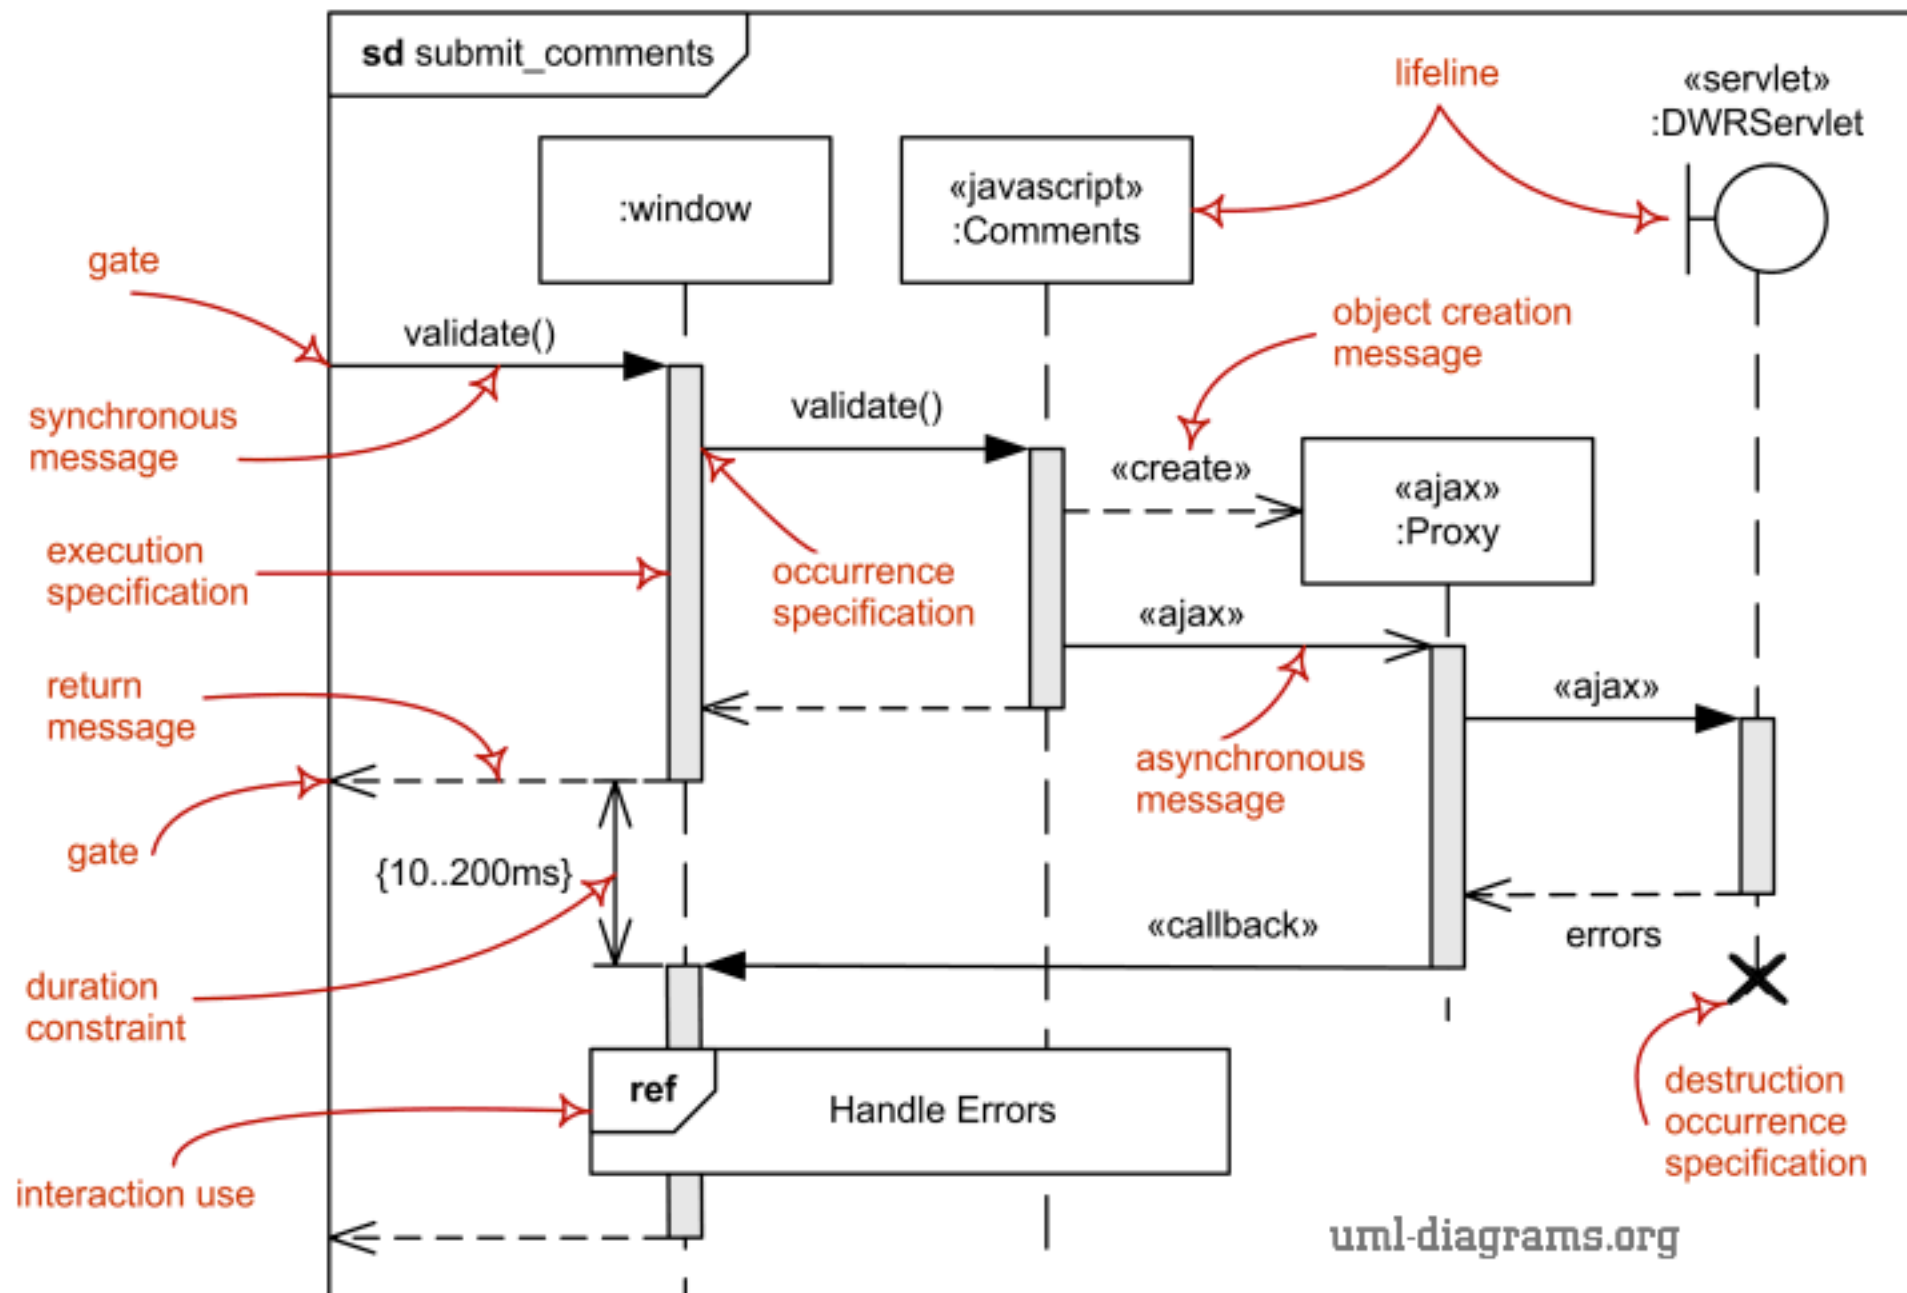 sd submit_comments
lifeline
«servlet»
:DWRServlet
:window
«javascript»
:Comments
gate
validate()
object creation
message
synchronous
message
validate()
«create»
«ajax»
:Proxy
execution
specification
occurrence
specification
«ajax»
return
message
«ajax»
asynchronous
message
gate
{10..200ms}
«callback»
errors
duration
constraint
ref
Handle Errors
destruction
occurrence
specification
interaction use
uml-diagrams.org